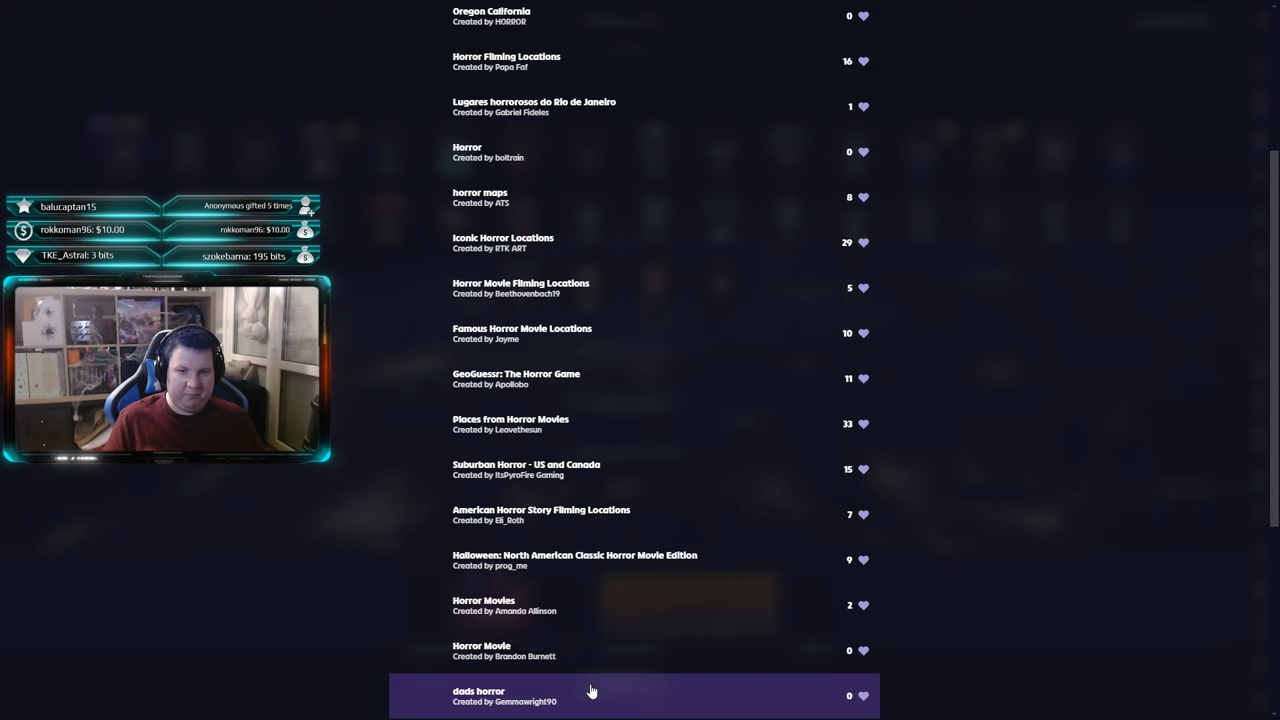 Oregon California
Created by HORROR
0
Horror Filming Locations
Created by Papa Faf
16
Lugares horrorosos do Rio de Janeiro
Created by Gabriel Fideles
1
Horror
Created by boltrain
0
horror maps
Created by ATS
8
Iconic Horror Locations
Created by RTK ART
29
Horror Movie Filming Locations
Created by Beethovenbach19
5
Famous Horror Movie Locations
Created by Jayme
10
GeoGuessr: The Horror Game
Created by Apollobo
11
Places from Horror Movies
Created by Leavethesun
33
Suburban Horror - US and Canada
Created by ItsPyroFire Gaming
15
American Horror Story Filming Locations
Created by Eli_Roth
7
Halloween: North American Classic Horror Movie Edition
Created by prog_me
9
Horror Movies
Created by Amanda Allinson
2
Horror Movie
Created by Brandon Burnett
0
dads horror
Created by Gemmawright90
0
balucaptan15
Anonymous gifted 5 times
rokkoman96: $10.00
rokkoman96: $10.00
TKE_Astral: 3 bits
szokebarna: 195 bits